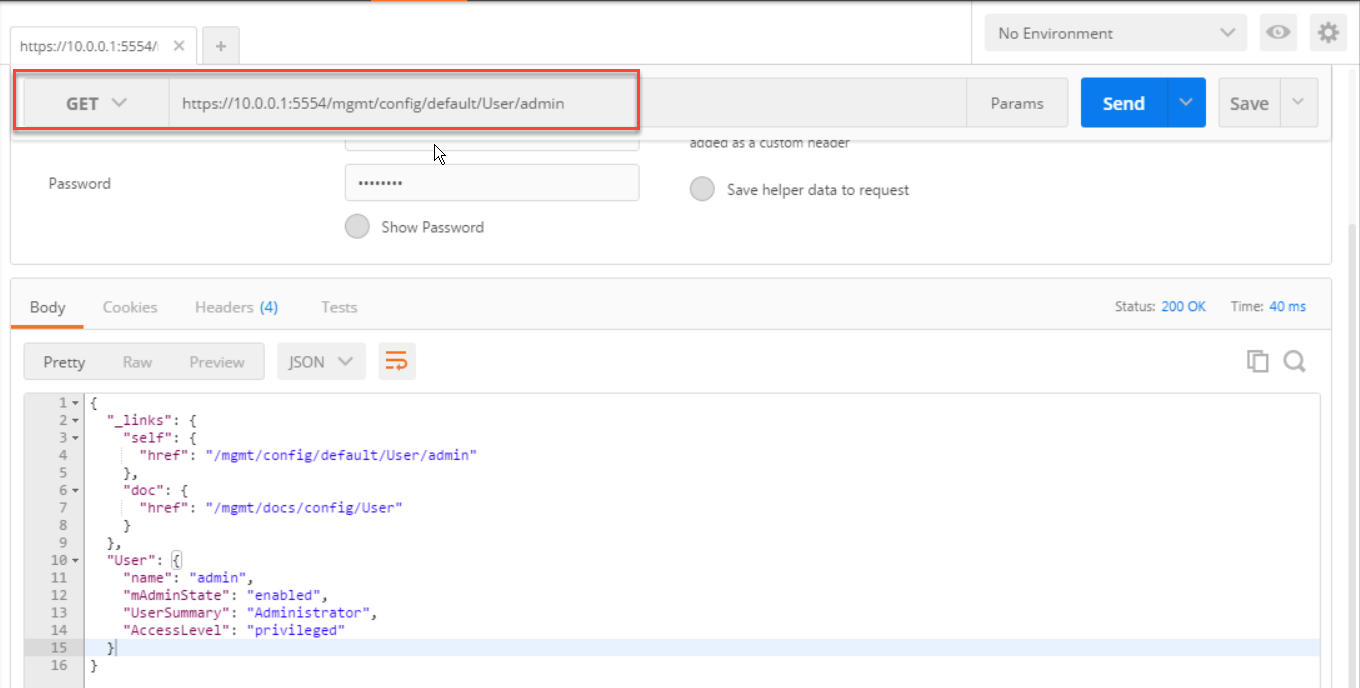 https://10.0.0.1:5554/
No Environment
GET https://10.0.0.1:5554/mgmt/config/default/User/admin Params Send Save
added as a custom header
Password •••••••• Save helper data to request
Show Password
Body Cookies Headers (4) Tests Status: 200 OK Time: 40 ms
Pretty Raw Preview JSON
1 {
2 "_links": {
3 "self": {
4 "href": "/mgmt/config/default/User/admin"
5 },
6 "doc": {
7 "href": "/mgmt/docs/config/User"
8 }
9 },
10 "User": {
11 "name": "admin",
12 "mAdminState": "enabled",
13 "UserSummary": "Administrator",
14 "AccessLevel": "privileged"
15 }
16 }